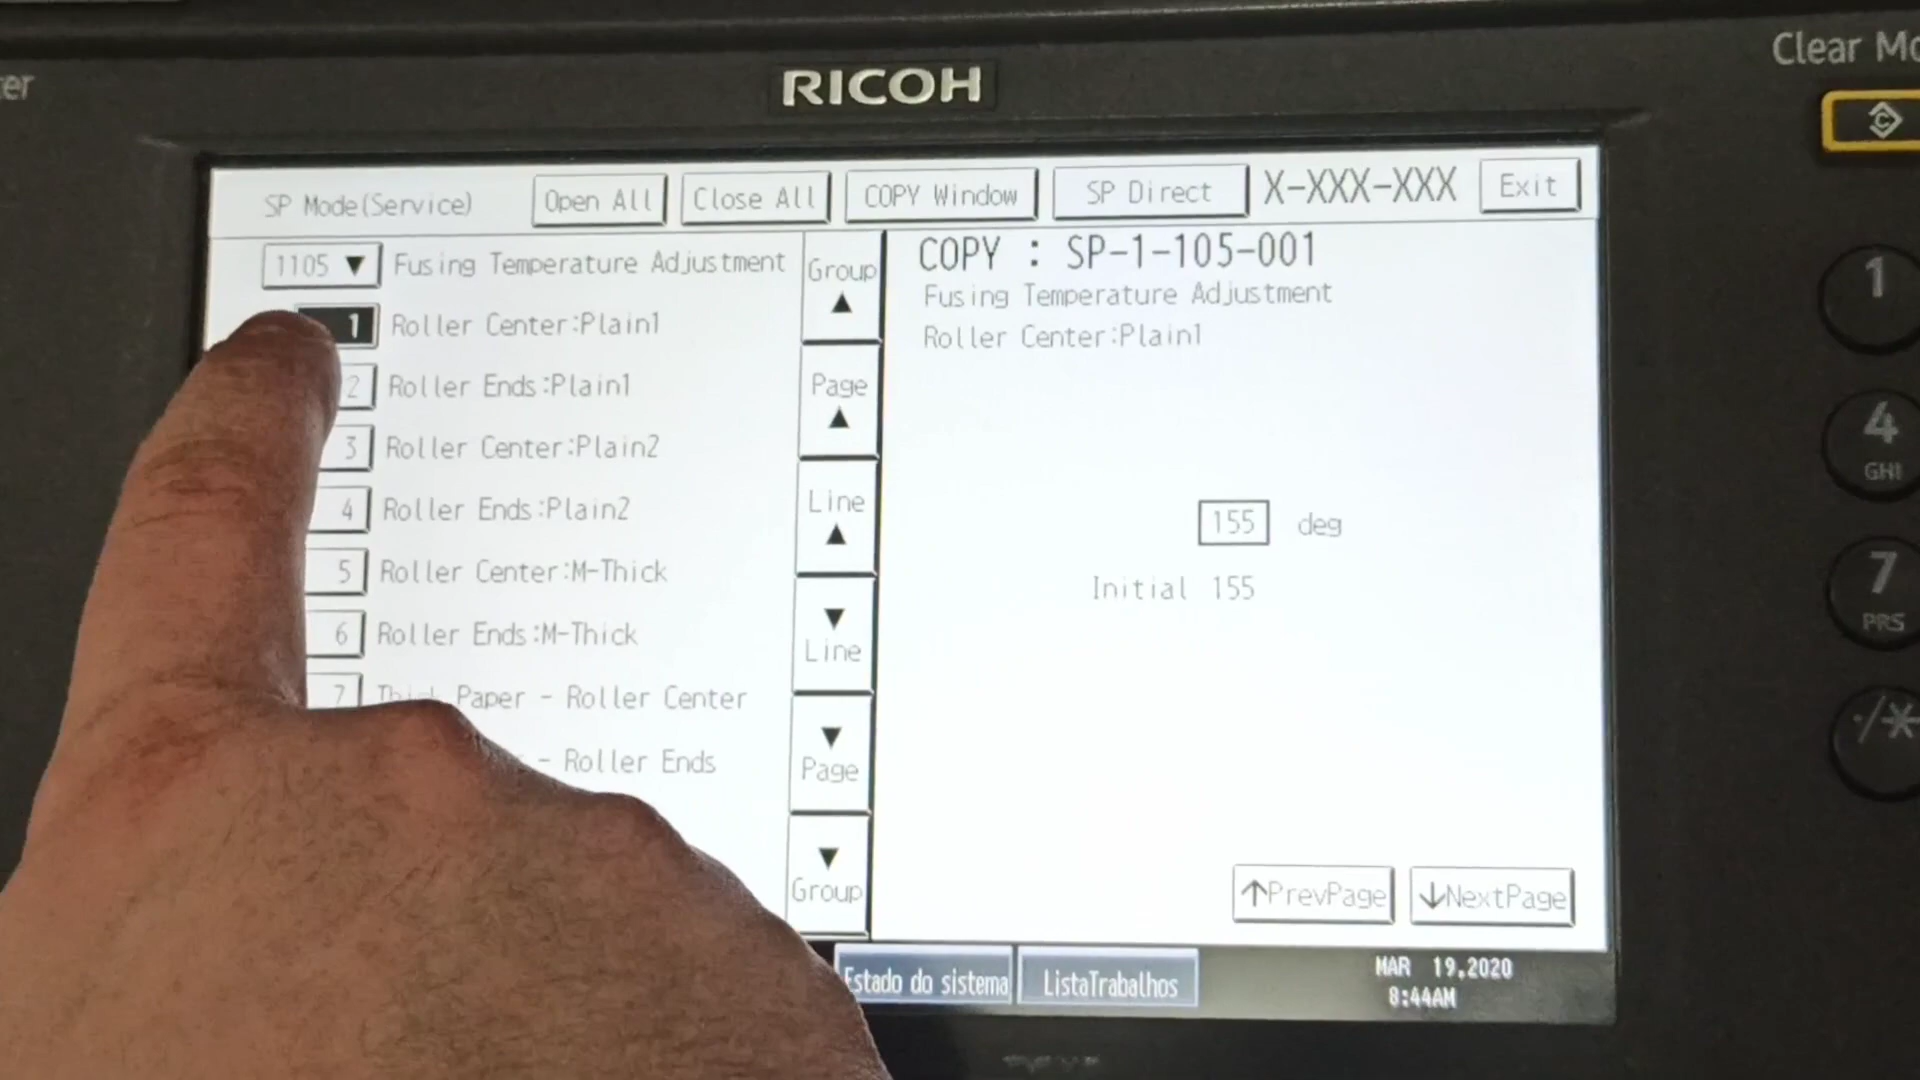 Clear
RICOH
SP Mode(Service)
Open All
Close All
COPY Window
SP Direct
X-XXX-XXX
Exit
1105 ▼ Fusing Temperature Adjustment
1 Roller Center:Plain1
2 Roller Ends:Plain1
3 Roller Center:Plain2
4 Roller Ends:Plain2
5 Roller Center:M-Thick
6 Roller Ends:M-Thick
7 Thick Paper - Roller Center
- Roller Ends
Group
▲
Page
▲
Line
▲
▼
Line
▼
Page
▼
Group
COPY : SP-1-105-001
Fusing Temperature Adjustment
Roller Center:Plain1
155 deg
Initial 155
↑PrevPage
↓NextPage
Estado do sistema
ListaTrabalhos
MAR 19,2020
8:44AM
1
4
GHI
7
PRS
·/*